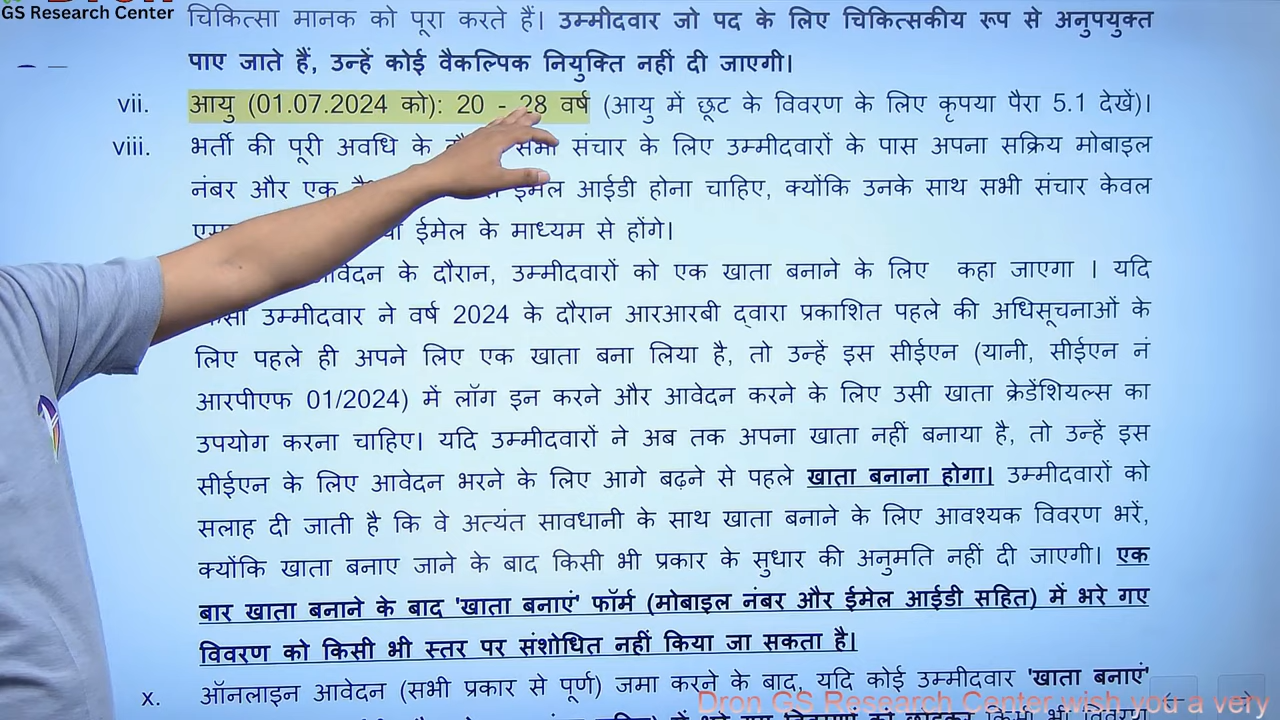 GS Research Center
चिकित्सा मानक को पूरा करते हैं। उम्मीदवार जो पद के लिए चिकित्सकीय रूप से अनुपयुक्त
पाए जाते हैं, उन्हें कोई वैकल्पिक नियुक्ति नहीं दी जाएगी।
vii. आयु (01.07.2024 को): 20 - 28 वर्ष (आयु में छूट के विवरण के लिए कृपया पैरा 5.1 देखें)।
viii. भर्ती की पूरी अवधि के संचार के लिए उम्मीदवारों के पास अपना सक्रिय मोबाइल
नंबर और एक ईमेल आईडी होना चाहिए, क्योंकि उनके साथ सभी संचार केवल
ईमेल के माध्यम से होंगे।
के दौरान, उम्मीदवारों को एक खाता बनाने के लिए कहा जाएगा । यदि
उम्मीदवार ने वर्ष 2024 के दौरान आरआरबी द्वारा प्रकाशित पहले की अधिसूचनाओं के
लिए पहले ही अपने लिए एक खाता बना लिया है, तो उन्हें इस सीईएन (यानी, सीईएन नं
आरपीएफ 01/2024) में लॉग इन करने और आवेदन करने के लिए उसी खाता क्रेडेंशियल्स का
उपयोग करना चाहिए। यदि उम्मीदवारों ने अब तक अपना खाता नहीं बनाया है, तो उन्हें इस
सीईएन के लिए आवेदन भरने के लिए आगे बढ़ने से पहले खाता बनाना होगा। उम्मीदवारों को
सलाह दी जाती है कि वे अत्यंत सावधानी के साथ खाता बनाने के लिए आवश्यक विवरण भरें,
क्योंकि खाता बनाए जाने के बाद किसी भी प्रकार के सुधार की अनुमति नहीं दी जाएगी। एक
बार खाता बनाने के बाद 'खाता बनाएं' फॉर्म (मोबाइल नंबर और ईमेल आईडी सहित) में भरे गए
विवरण को किसी भी स्तर पर संशोधित नहीं किया जा सकता है।
x. ऑनलाइन आवेदन (सभी प्रकार से पूर्ण) जमा करने के बाद, यदि कोई उम्मीदवार 'खाता बनाएं'
Dron GS Research Center wish you a very